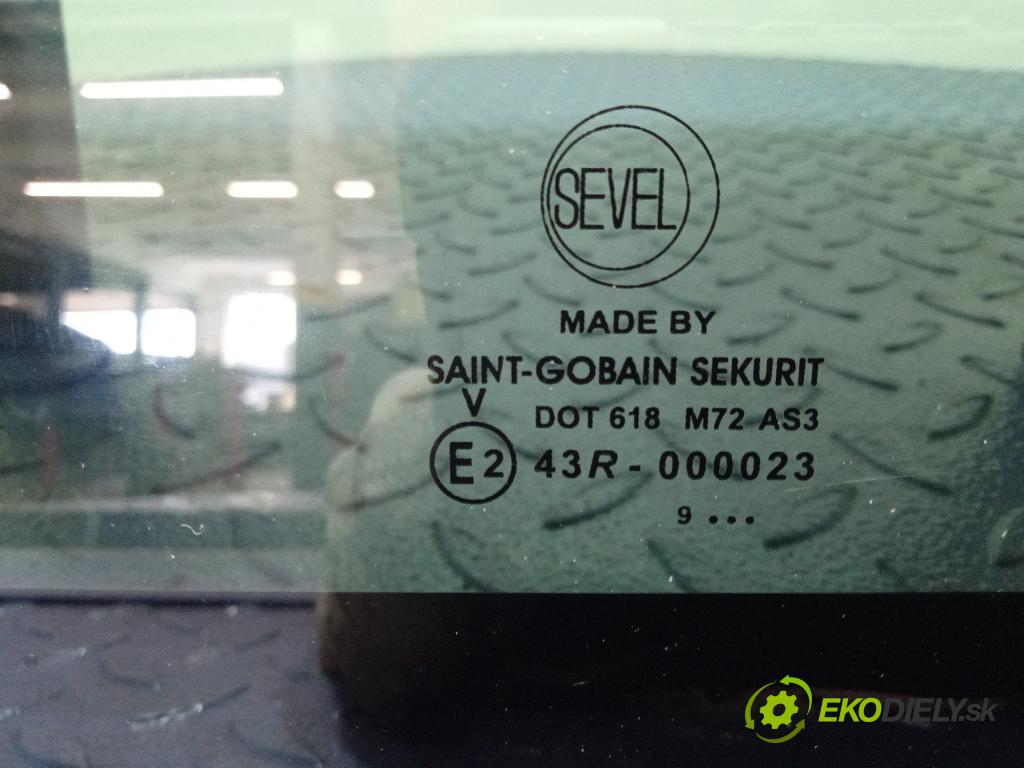 SEVEL
MADE BY
SAINT-GOBAIN SEKURIT
V
DOT 618 M72 AS3
E2 43R - 000023
9 ...
EKODIELY.sk